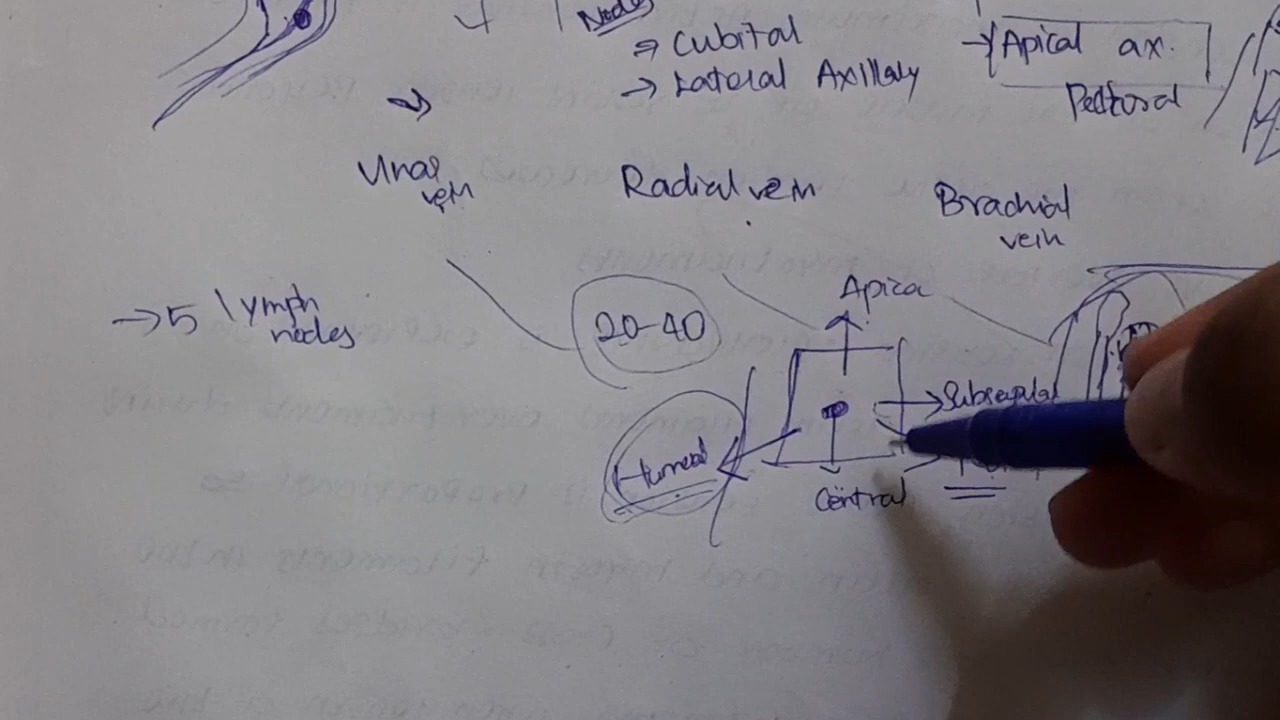 Nodes
⇒ Cubital
→ Lateral Axillaly
Apical ax.
Pectoral
Ulnar
vein
Radial vein
Brachial
vein
→ 5 lymph
nodes
20-40
Apica
Subscapular
Humeral
Central